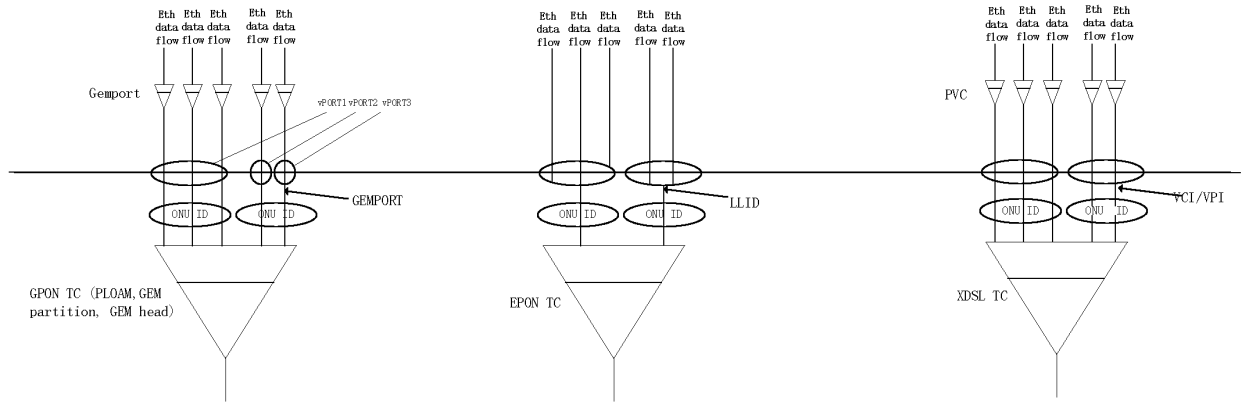 Eth data flow
Eth data flow
Eth data flow
Eth data flow
Eth data flow
Gemport
vPORT1
vPORT2
vPORT3
GEMPORT
ONU ID
ONU ID
GPON TC (PLOAM,GEM
partition, GEM head)
Eth data flow
Eth data flow
Eth data flow
Eth data flow
Eth data flow
LLID
ONU ID
ONU ID
EPON TC
Eth data flow
Eth data flow
Eth data flow
Eth data flow
Eth data flow
PVC
VCI/VPI
ONU ID
ONU ID
XDSL TC